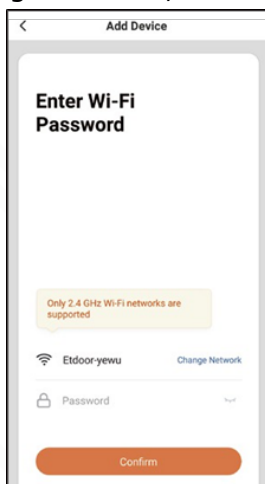 Add Device
Enter Wi-Fi
Password
Only 2.4 GHz Wi-Fi networks are
supported
Etdoor-yewu Change Network
Password
Confirm